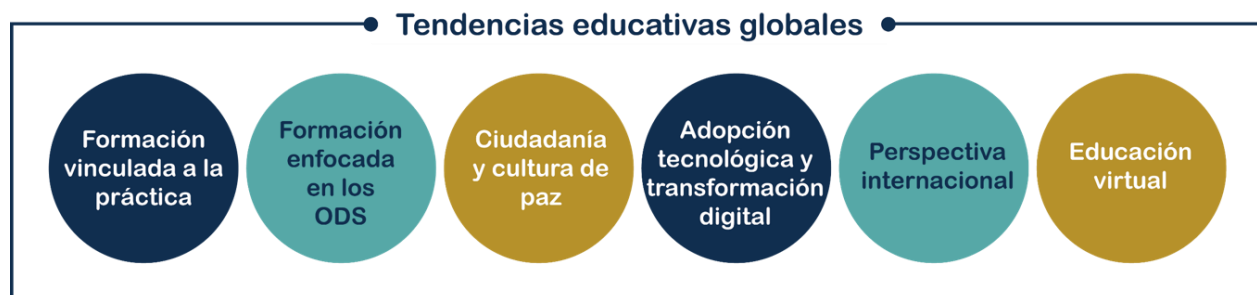 Tendencias educativas globales
Formación
vinculada a la
práctica
Formación
enfocada
en los
ODS
Ciudadanía
y cultura de
paz
Adopción
tecnológica y
transformación
digital
Perspectiva
internacional
Educación
virtual